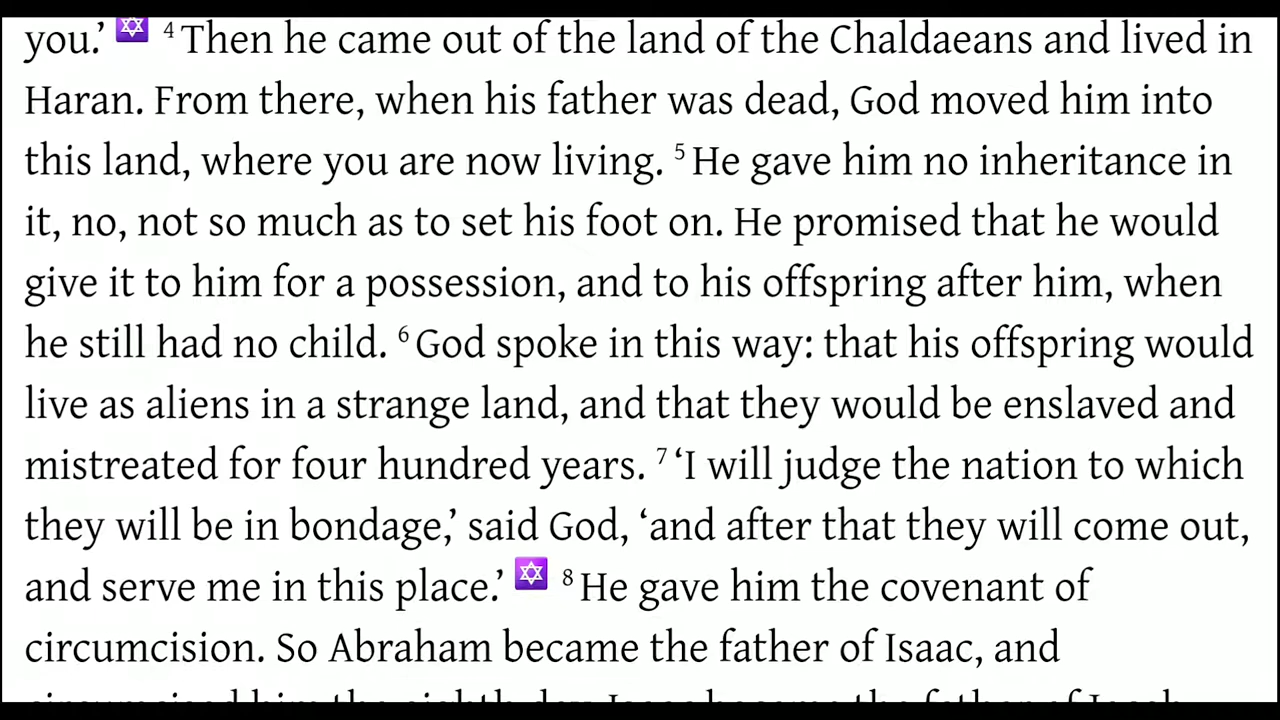 you.’ ✡ ⁴ Then he came out of the land of the Chaldaeans and lived in
Haran. From there, when his father was dead, God moved him into
this land, where you are now living. ⁵ He gave him no inheritance in
it, no, not so much as to set his foot on. He promised that he would
give it to him for a possession, and to his offspring after him, when
he still had no child. ⁶ God spoke in this way: that his offspring would
live as aliens in a strange land, and that they would be enslaved and
mistreated for four hundred years. ⁷ ‘I will judge the nation to which
they will be in bondage,’ said God, ‘and after that they will come out,
and serve me in this place.’ ✡ ⁸ He gave him the covenant of
circumcision. So Abraham became the father of Isaac, and